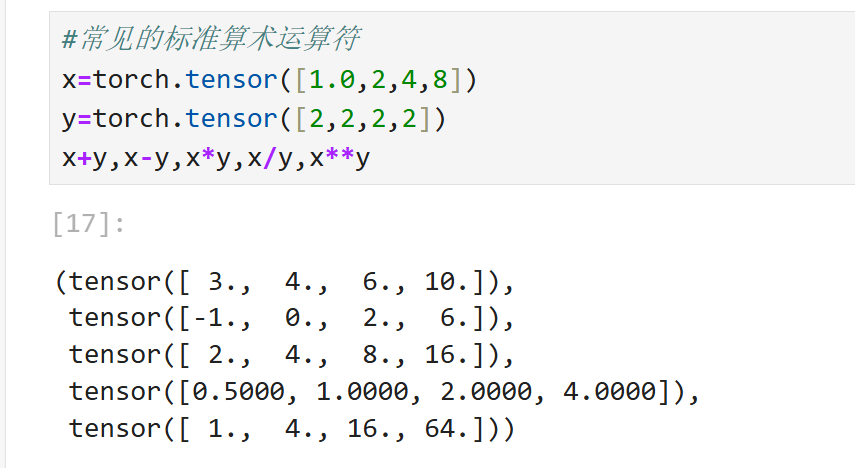 #常见的标准算术运算符
x=torch.tensor([1.0,2,4,8])
y=torch.tensor([2,2,2,2])
x+y,x-y,x*y,x/y,x**y
[17]:
(tensor([ 3.,  4.,  6., 10.]),
 tensor([-1.,  0.,  2.,  6.]),
 tensor([ 2.,  4.,  8., 16.]),
 tensor([0.5000, 1.0000, 2.0000, 4.0000]),
 tensor([ 1.,  4., 16., 64.]))